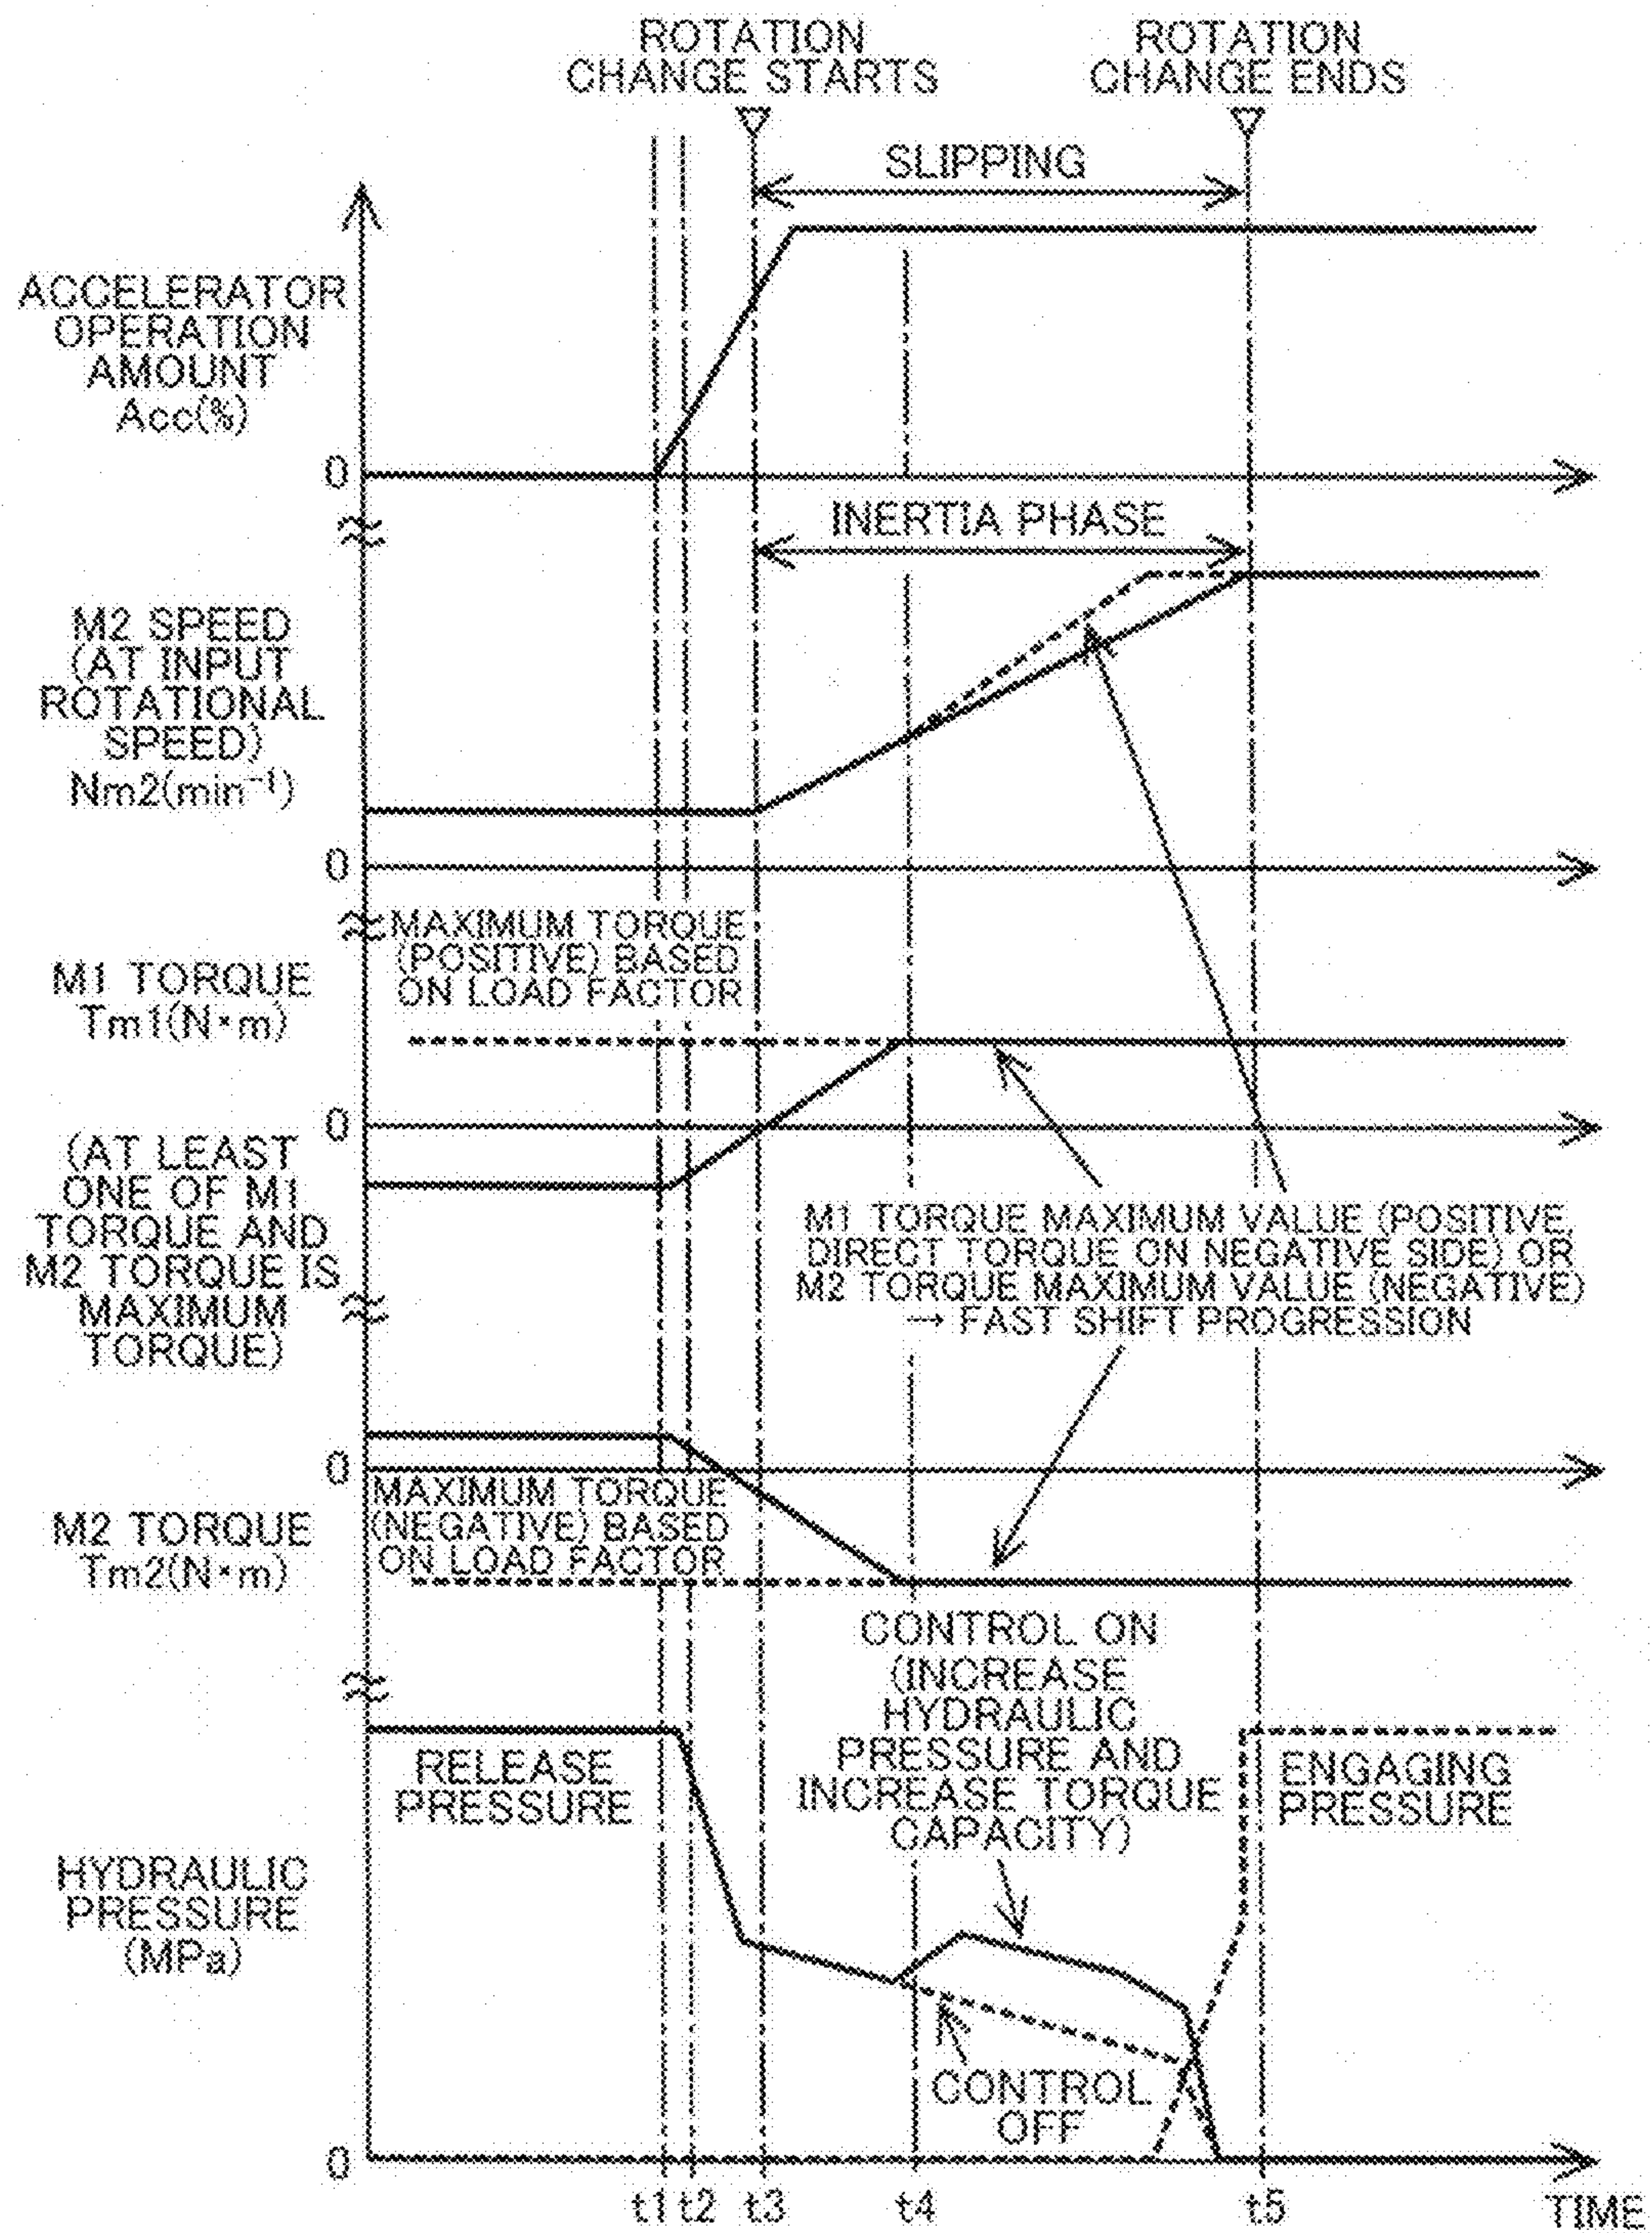 ROTATION
CHANGE STARTS
ROTATION
CHANGE ENDS
SLIPPING
ACCELERATOR
OPERATION
AMOUNT
Acc(%)
0
INERTIA PHASE
M2 SPEED
(AT INPUT
ROTATIONAL
SPEED)
Nm2(min⁻¹)
0
MAXIMUM TORQUE
(POSITIVE) BASED
ON LOAD FACTOR
M1 TORQUE
Tm1(N・m)
0
(AT LEAST
ONE OF M1
TORQUE AND
M2 TORQUE IS
MAXIMUM
TORQUE)
M1 TORQUE MAXIMUM VALUE (POSITIVE,
DIRECT TORQUE ON NEGATIVE SIDE) OR
M2 TORQUE MAXIMUM VALUE (NEGATIVE)
→ FAST SHIFT PROGRESSION
0
MAXIMUM TORQUE
(NEGATIVE) BASED
ON LOAD FACTOR
M2 TORQUE
Tm2(N・m)
CONTROL ON
(INCREASE
HYDRAULIC
PRESSURE AND
INCREASE TORQUE
CAPACITY)
RELEASE
PRESSURE
ENGAGING
PRESSURE
HYDRAULIC
PRESSURE
(MPa)
CONTROL
OFF
0
t1 t2 t3 t4 t5 TIME